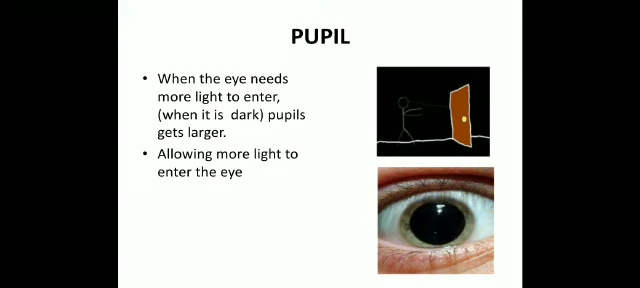 PUPIL
• When the eye needs
more light to enter,
(when it is dark) pupils
gets larger.
• Allowing more light to
enter the eye